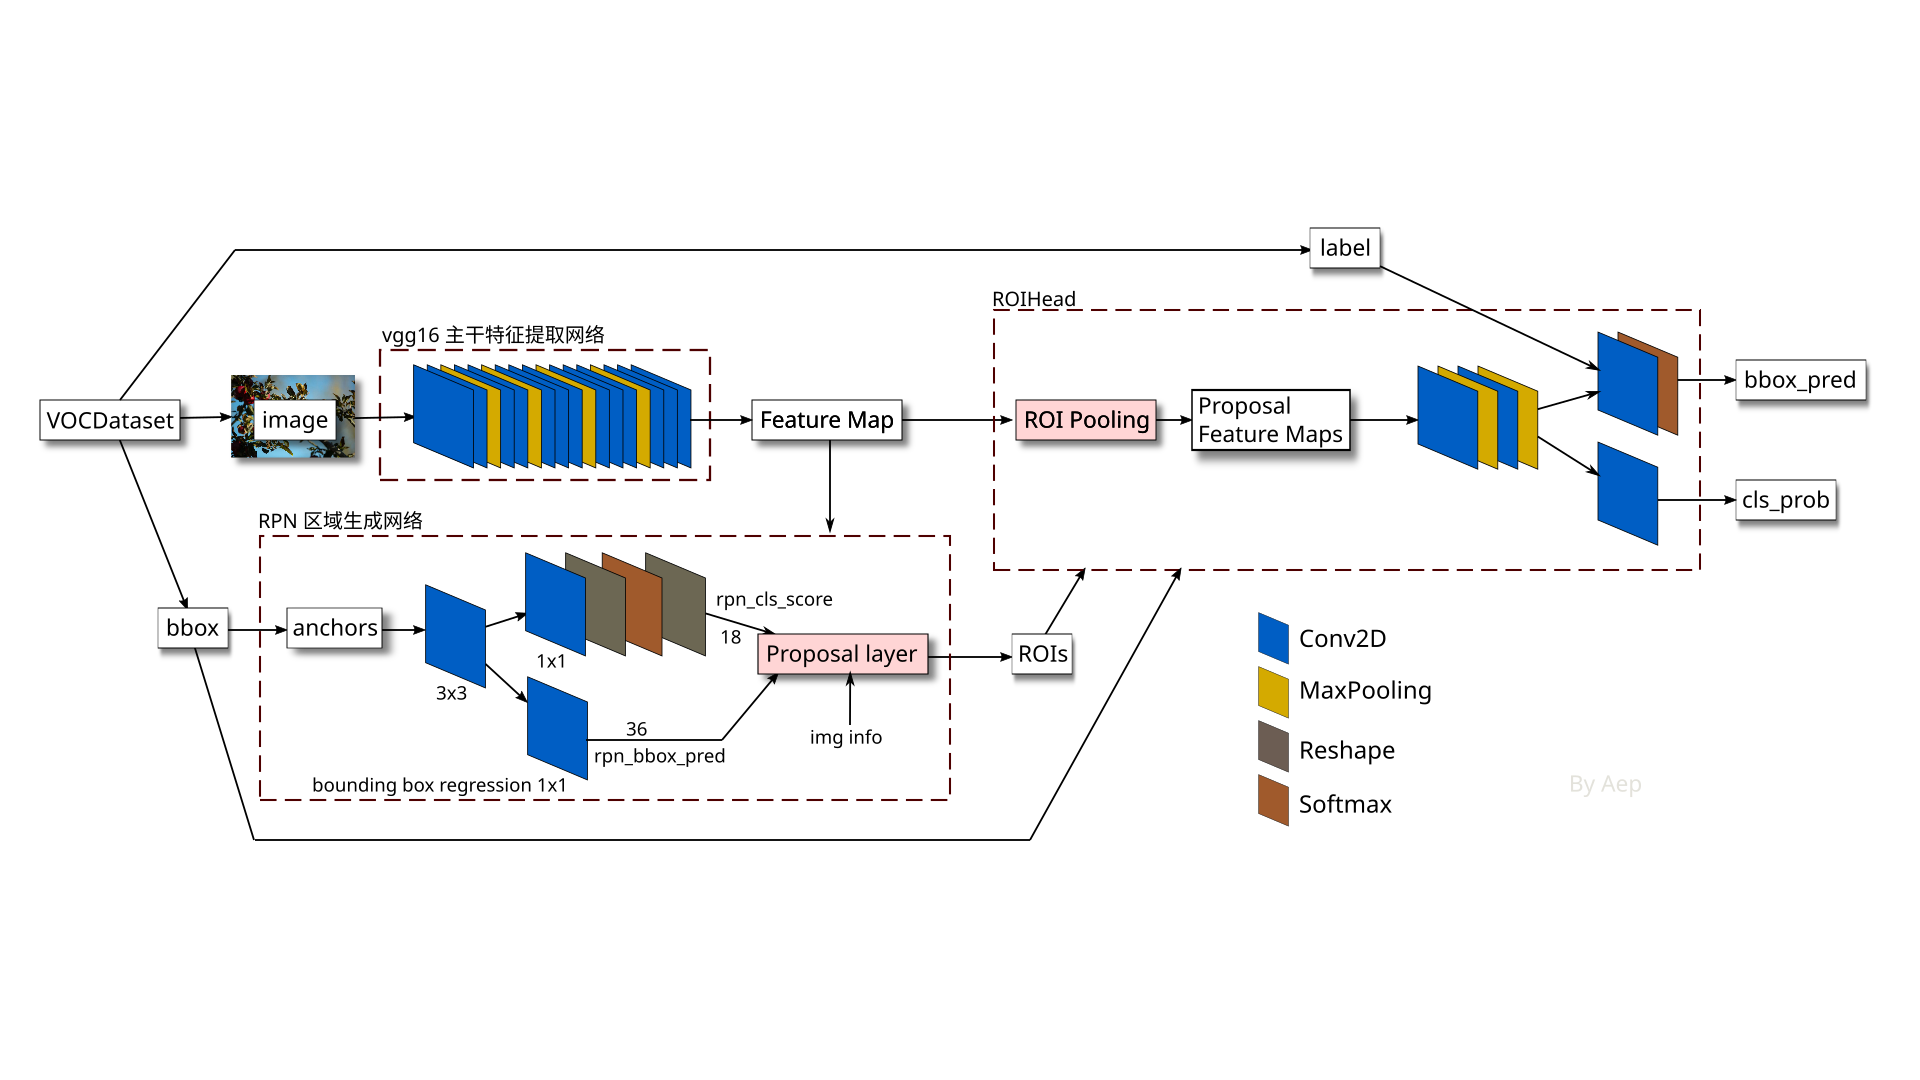 label
ROIHead
vgg16 主干特征提取网络
VOCDataset
image
Feature Map
ROI Pooling
Proposal
Feature Maps
bbox_pred
cls_prob
RPN 区域生成网络
bbox
anchors
3x3
1x1
rpn_cls_score
18
Proposal layer
ROIs
36
rpn_bbox_pred
img info
bounding box regression 1x1
Conv2D
MaxPooling
Reshape
Softmax
By Aep